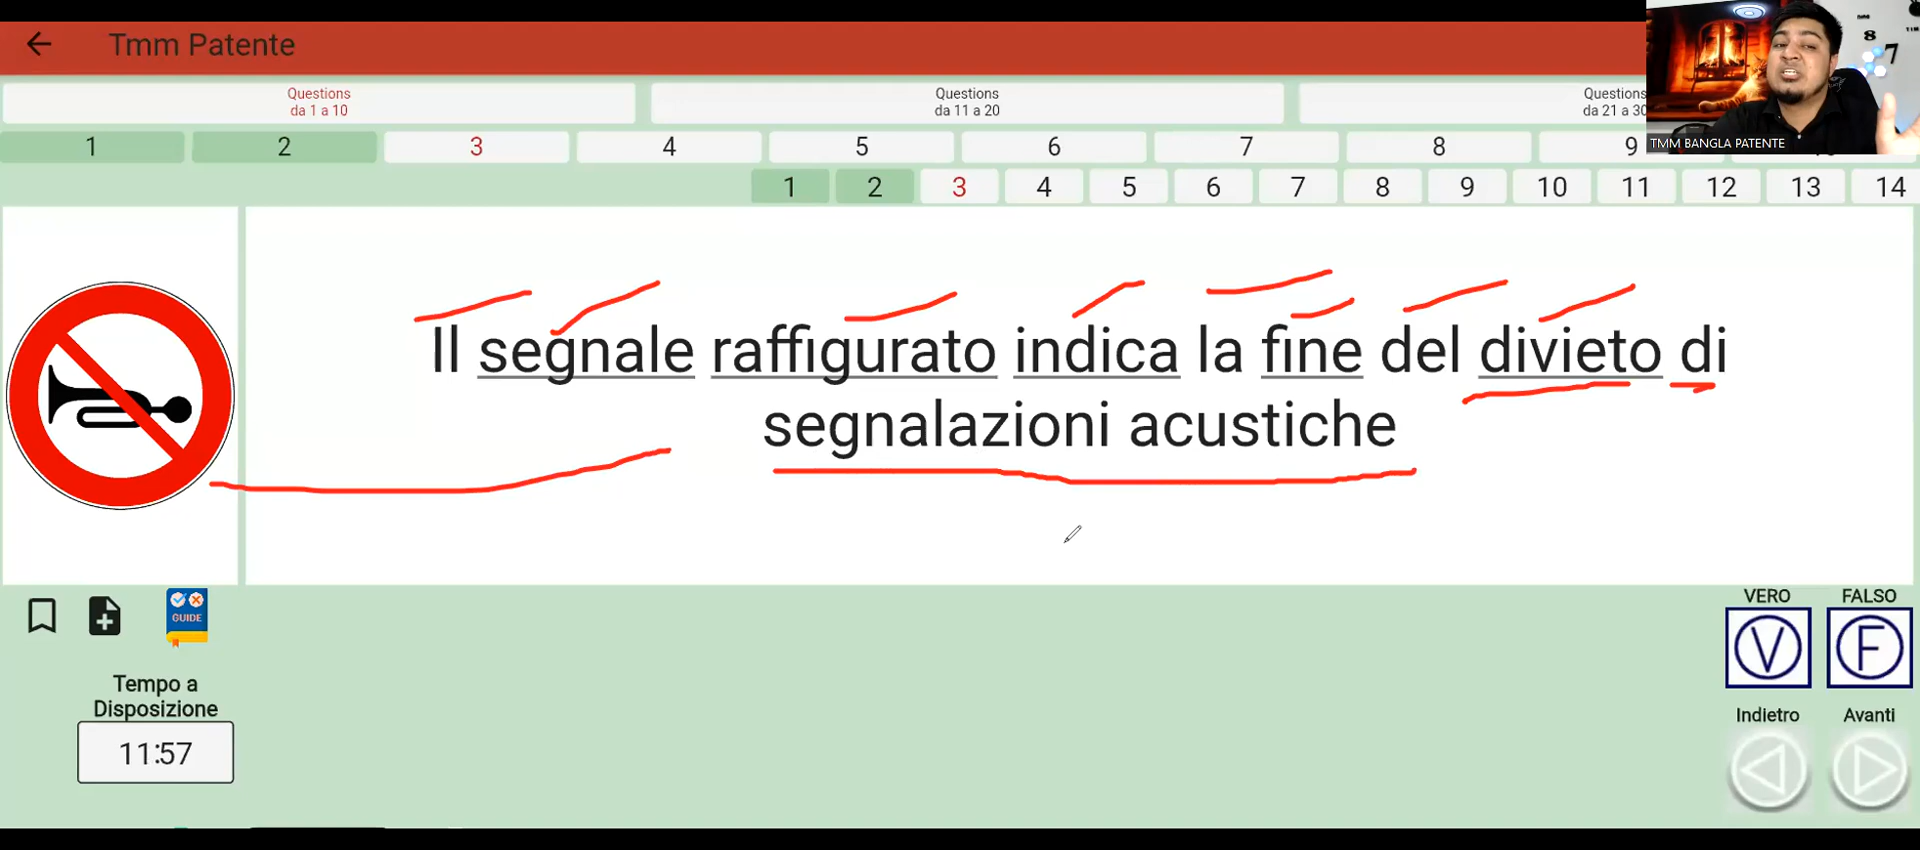 Tmm Patente
Questions
da 1 a 10
Questions
da 11 a 20
Questions
da 21 a 30
8
7
TMM BANGLA PATENTE
1 2 3 4 5 6 7 8 9
1 2 3 4 5 6 7 8 9 10 11 12 13 14
Il segnale raffigurato indica la fine del divieto di
segnalazioni acustiche
GUIDE
VERO
FALSO
V
F
Tempo a
Disposizione
11:57
Indietro
Avanti